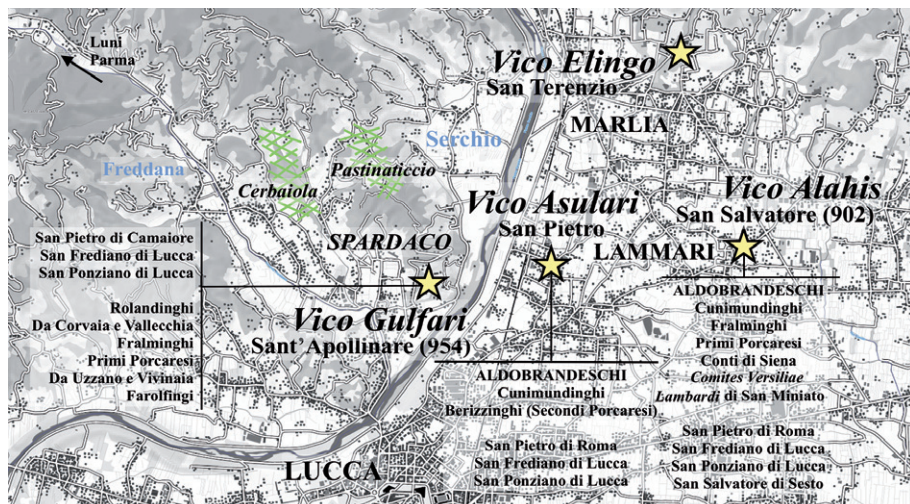 Luni
Parma
Vico Elingo
San Terenzio
MARLIA
Serchio
Freddana
Cerbaiola
Pastinaticcio
SPARDACO
Vico Asulari
San Pietro
Vico Alahis
San Salvatore (902)
LAMMARI
San Pietro di Camaiore
San Frediano di Lucca
San Ponziano di Lucca
Rolandinghi
Da Corvaia e Vallecchia
Fralminghi
Primi Porcaresi
Da Uzzano e Vivinaia
Farolfingi
Vico Gulfari
Sant'Apollinare (954)
ALDOBRANDESCHI
Cunimundinghi
Berizzinghi (Secondi Porcaresi)
San Pietro di Roma
San Frediano di Lucca
San Ponziano di Lucca
ALDOBRANDESCHI
Cunimundinghi
Fralminghi
Primi Porcaresi
Conti di Siena
Comites Versiliae
Lambardi di San Miniato
San Pietro di Roma
San Frediano di Lucca
San Ponziano di Lucca
San Salvatore di Sesto
LUCCA